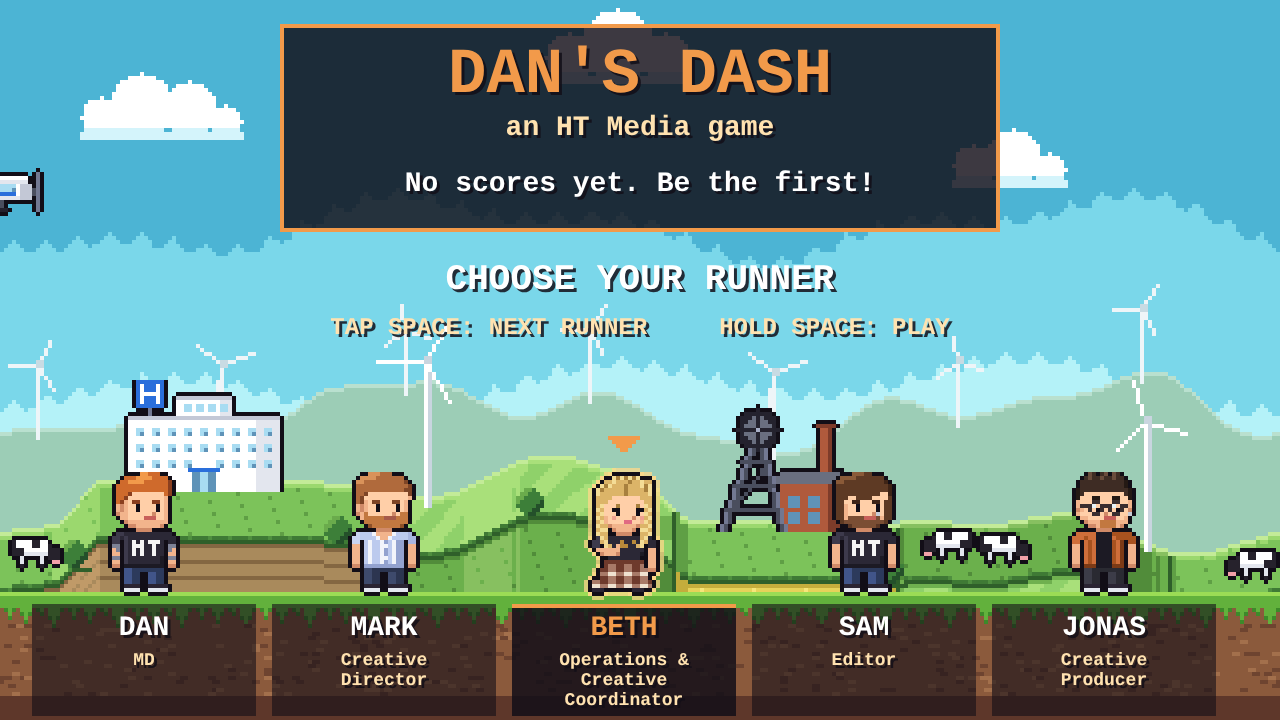 DAN'S DASH
an HT Media game
No scores yet. Be the first!
CHOOSE YOUR RUNNER
TAP SPACE: NEXT RUNNER
HOLD SPACE: PLAY
H
HT
HT
DAN
MD
MARK
Creative
Director
BETH
Operations &
Creative
Coordinator
SAM
Editor
JONAS
Creative
Producer